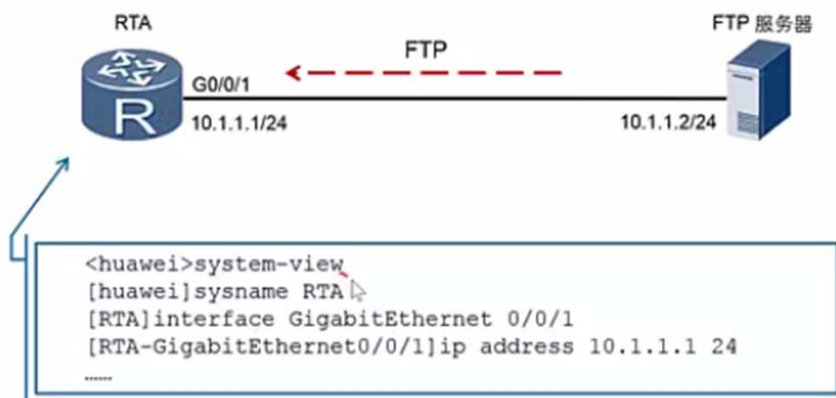 RTA
FTP 服务器
FTP
G0/0/1
R
10.1.1.1/24
10.1.1.2/24
<huawei>system-view
[huawei]sysname RTA
[RTA]interface GigabitEthernet 0/0/1
[RTA-GigabitEthernet0/0/1]ip address 10.1.1.1 24
……